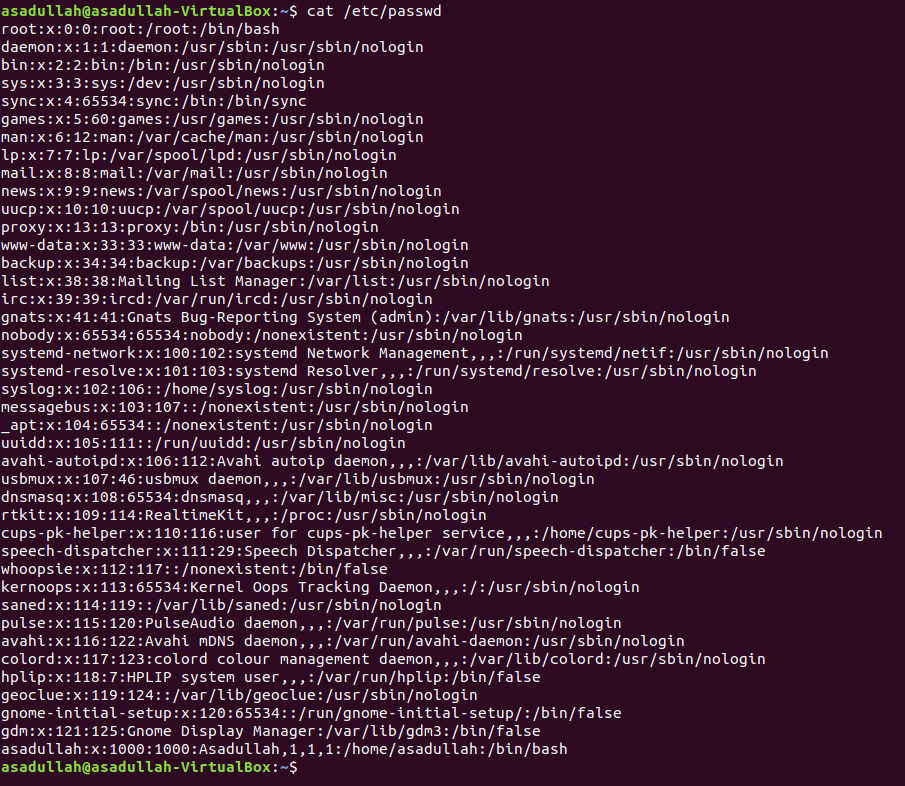 asadullah@asadullah-VirtualBox:~$ cat /etc/passwd
root:x:0:0:root:/root:/bin/bash
daemon:x:1:1:daemon:/usr/sbin:/usr/sbin/nologin
bin:x:2:2:bin:/bin:/usr/sbin/nologin
sys:x:3:3:sys:/dev:/usr/sbin/nologin
sync:x:4:65534:sync:/bin:/bin/sync
games:x:5:60:games:/usr/games:/usr/sbin/nologin
man:x:6:12:man:/var/cache/man:/usr/sbin/nologin
lp:x:7:7:lp:/var/spool/lpd:/usr/sbin/nologin
mail:x:8:8:mail:/var/mail:/usr/sbin/nologin
news:x:9:9:news:/var/spool/news:/usr/sbin/nologin
uucp:x:10:10:uucp:/var/spool/uucp:/usr/sbin/nologin
proxy:x:13:13:proxy:/bin:/usr/sbin/nologin
www-data:x:33:33:www-data:/var/www:/usr/sbin/nologin
backup:x:34:34:backup:/var/backups:/usr/sbin/nologin
list:x:38:38:Mailing List Manager:/var/list:/usr/sbin/nologin
irc:x:39:39:ircd:/var/run/ircd:/usr/sbin/nologin
gnats:x:41:41:Gnats Bug-Reporting System (admin):/var/lib/gnats:/usr/sbin/nologin
nobody:x:65534:65534:nobody:/nonexistent:/usr/sbin/nologin
systemd-network:x:100:102:systemd Network Management,,,:/run/systemd/netif:/usr/sbin/nologin
systemd-resolve:x:101:103:systemd Resolver,,,:/run/systemd/resolve:/usr/sbin/nologin
syslog:x:102:106::/home/syslog:/usr/sbin/nologin
messagebus:x:103:107::/nonexistent:/usr/sbin/nologin
_apt:x:104:65534::/nonexistent:/usr/sbin/nologin
uuidd:x:105:111::/run/uuidd:/usr/sbin/nologin
avahi-autoipd:x:106:112:Avahi autoip daemon,,,:/var/lib/avahi-autoipd:/usr/sbin/nologin
usbmux:x:107:46:usbmux daemon,,,:/var/lib/usbmux:/usr/sbin/nologin
dnsmasq:x:108:65534:dnsmasq,,,:/var/lib/misc:/usr/sbin/nologin
rtkit:x:109:114:RealtimeKit,,,:/proc:/usr/sbin/nologin
cups-pk-helper:x:110:116:user for cups-pk-helper service,,,:/home/cups-pk-helper:/usr/sbin/nologin
speech-dispatcher:x:111:29:Speech Dispatcher,,,:/var/run/speech-dispatcher:/bin/false
whoopsie:x:112:117::/nonexistent:/bin/false
kernoops:x:113:65534:Kernel Oops Tracking Daemon,,,:/:/usr/sbin/nologin
saned:x:114:119::/var/lib/saned:/usr/sbin/nologin
pulse:x:115:120:PulseAudio daemon,,,:/var/run/pulse:/usr/sbin/nologin
avahi:x:116:122:Avahi mDNS daemon,,,:/var/run/avahi-daemon:/usr/sbin/nologin
colord:x:117:123:colord colour management daemon,,,:/var/lib/colord:/usr/sbin/nologin
hplip:x:118:7:HPLIP system user,,,:/var/run/hplip:/bin/false
geoclue:x:119:124::/var/lib/geoclue:/usr/sbin/nologin
gnome-initial-setup:x:120:65534::/run/gnome-initial-setup/:/bin/false
gdm:x:121:125:Gnome Display Manager:/var/lib/gdm3:/bin/false
asadullah:x:1000:1000:Asadullah,1,1,1:/home/asadullah:/bin/bash
asadullah@asadullah-VirtualBox:~$